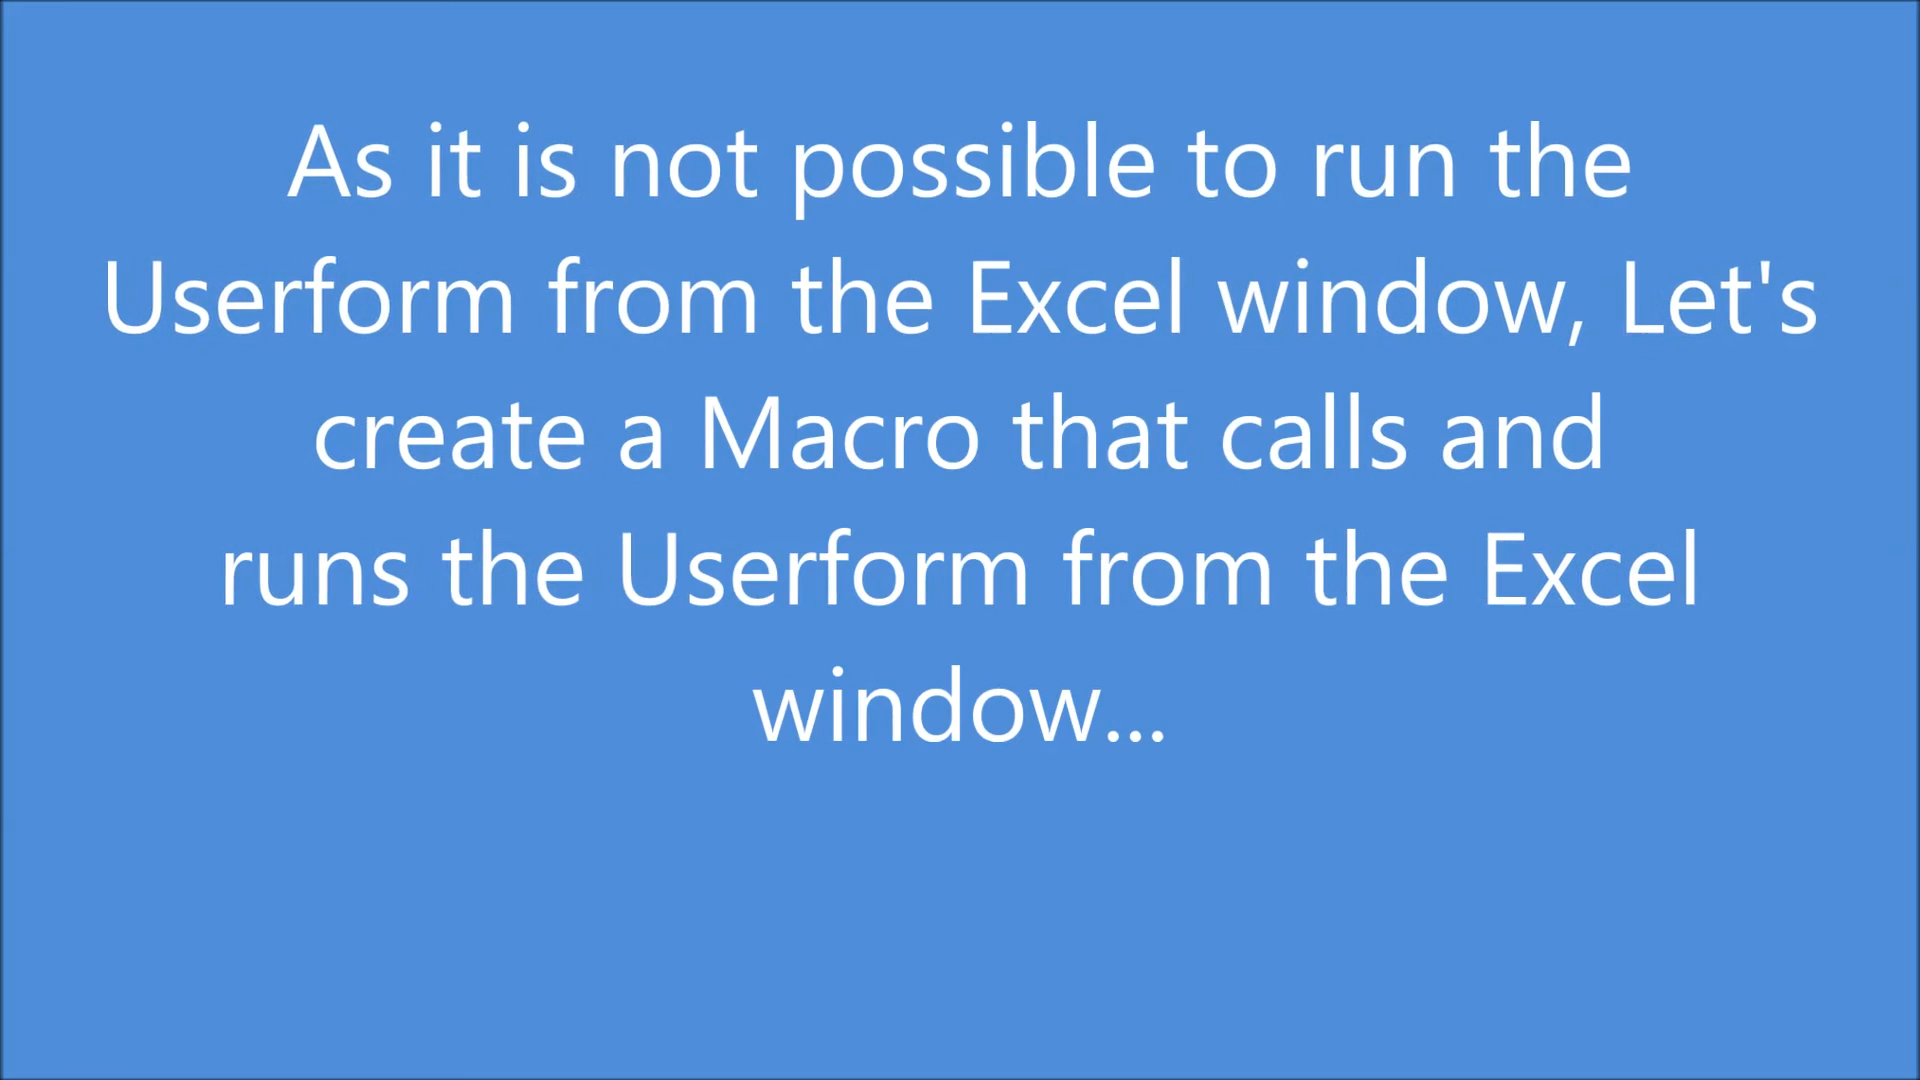 As it is not possible to run the
Userform from the Excel window, Let's
create a Macro that calls and
runs the Userform from the Excel
window...